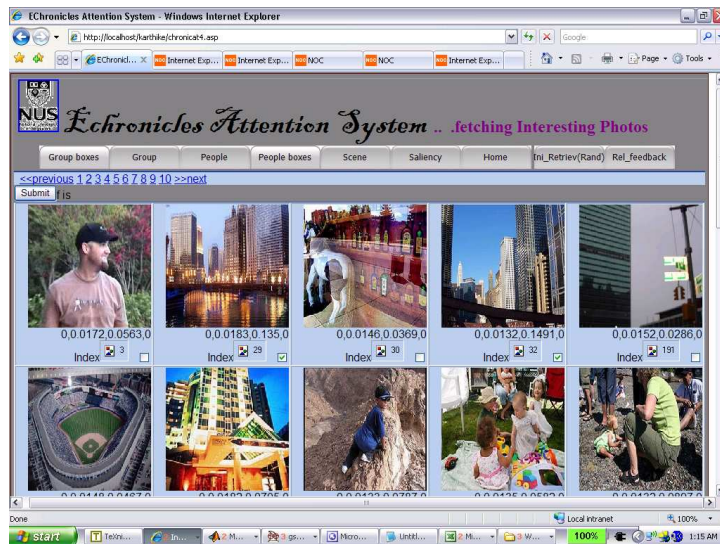 EChronicles Attention System - Windows Internet Explorer
http://localhost/karthike/chronicat4.asp
Google
EChronicl... X
Internet Exp...
Internet Exp...
NOC
NOC
Internet Exp...
Page
Tools
NUS
Echronicles Attention System .. .fetching Interesting Photos
Group boxes
Group
People
People boxes
Scene
Saliency
Home
Ini_Retriev(Rand)
Rel_feedback
<<previous 1 2 3 4 5 6 7 8 9 10 >>next
Submit f is
0,0.0172,0.0563,0
0,0.0183,0.135,0
0,0.0146,0.0369,0
0,0.0132,0.1491,0
0,0.0152,0.0286,0
Index 3
Index 29
Index 30
Index 32
Index 191
Done
Local intranet
100%
start
TeXni...
2 In...
2 M...
3 gs...
Micro...
Untitl...
2 Mi...
3 W...
100%
1:15 AM